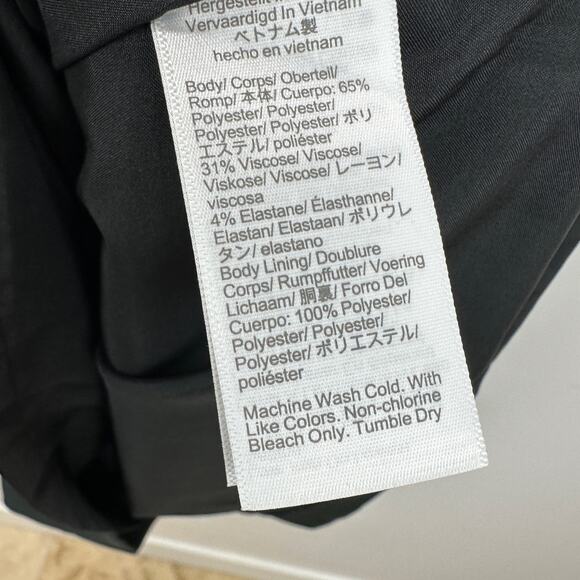 Hergestellt in
Vervaardigd In Vietnam
ベトナム製
hecho en vietnam
Body/ Corps/ Obertell/
Romp/ 本体/ Cuerpo: 65%
Polyester/ Polyester/
Polyester/ Polyester/ ポリ
エステル/ poliéster
31% Viscose/ Viscose/
Viskose/ Viscose/ レーヨン/
viscosa
4% Elastane/ Élasthanne/
Elastan/ Elastaan/ ポリウレ
タン/ elastano
Body Lining/ Doublure
Corps/ Rumpffutter/ Voering
Lichaam/ 胴裏/ Forro Del
Cuerpo: 100% Polyester/
Polyester/ Polyester/
Polyester/ ポリエステル/
poliéster
Machine Wash Cold. With
Like Colors. Non-chlorine
Bleach Only. Tumble Dry